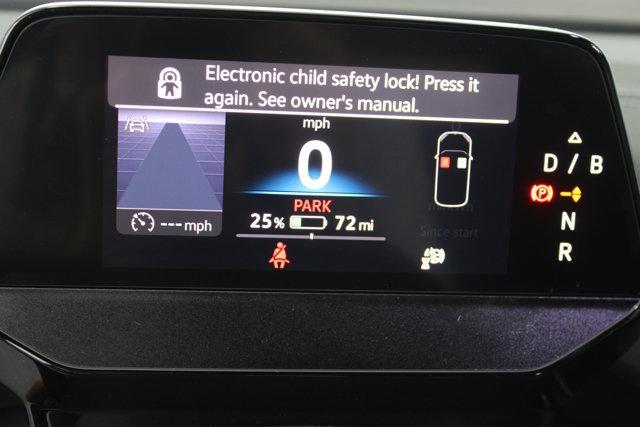 Electronic child safety lock! Press it
again. See owner's manual.
mph
0
PARK
25% 72 mi
--- mph
Since start
D / B
P
N
R